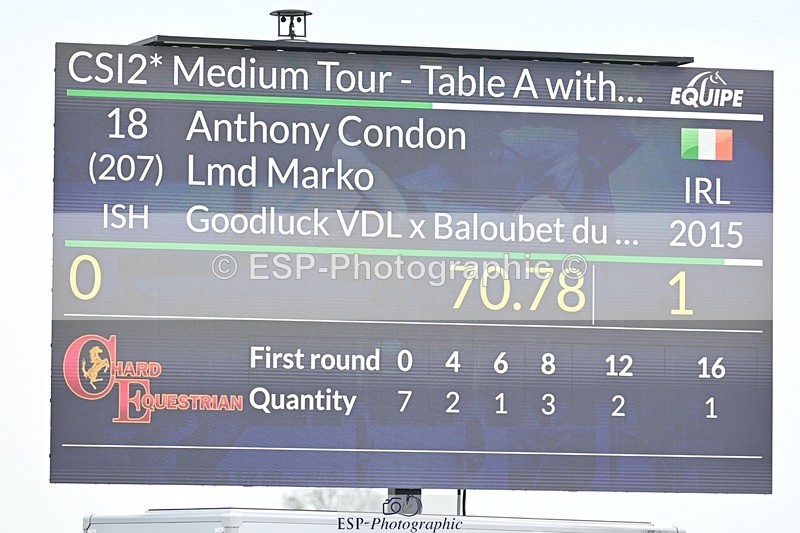 CSI2* Medium Tour - Table A with...
EQUIPE
18 Anthony Condon
(207) Lmd Marko IRL
ISH Goodluck VDL x Baloubet du ... 2015
© ESP-Photographic ©
0 70.78 1
CHARD EQUESTRIAN
First round 0 4 6 8 12 16
Quantity 7 2 1 3 2 1
ESP-Photographic